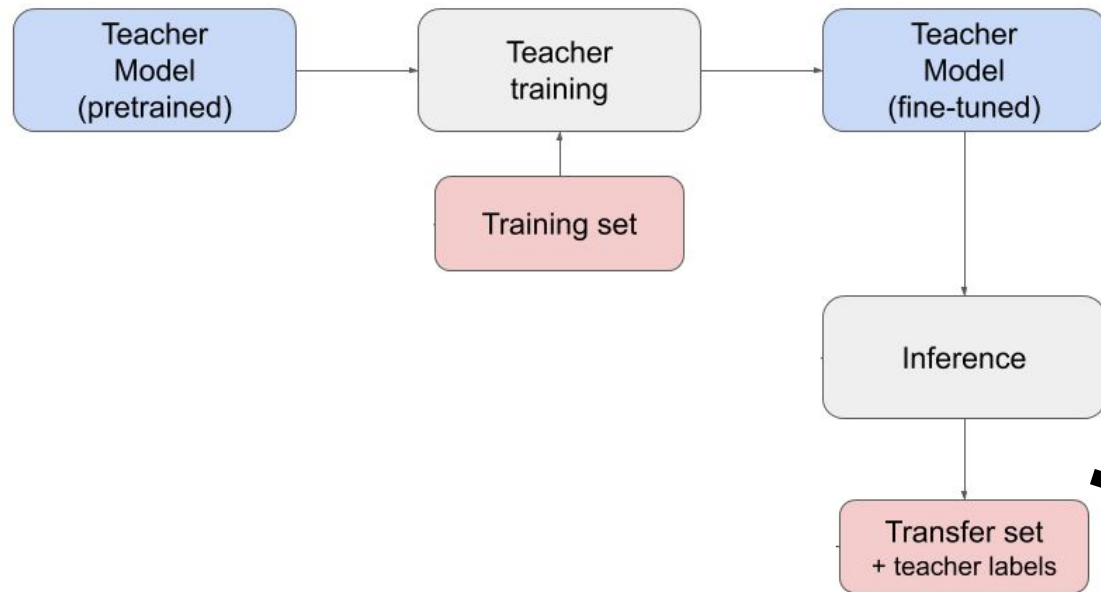 Teacher
Model
(pretrained)
Teacher
training
Teacher
Model
(fine-tuned)
Training set
Inference
Transfer set
+ teacher labels